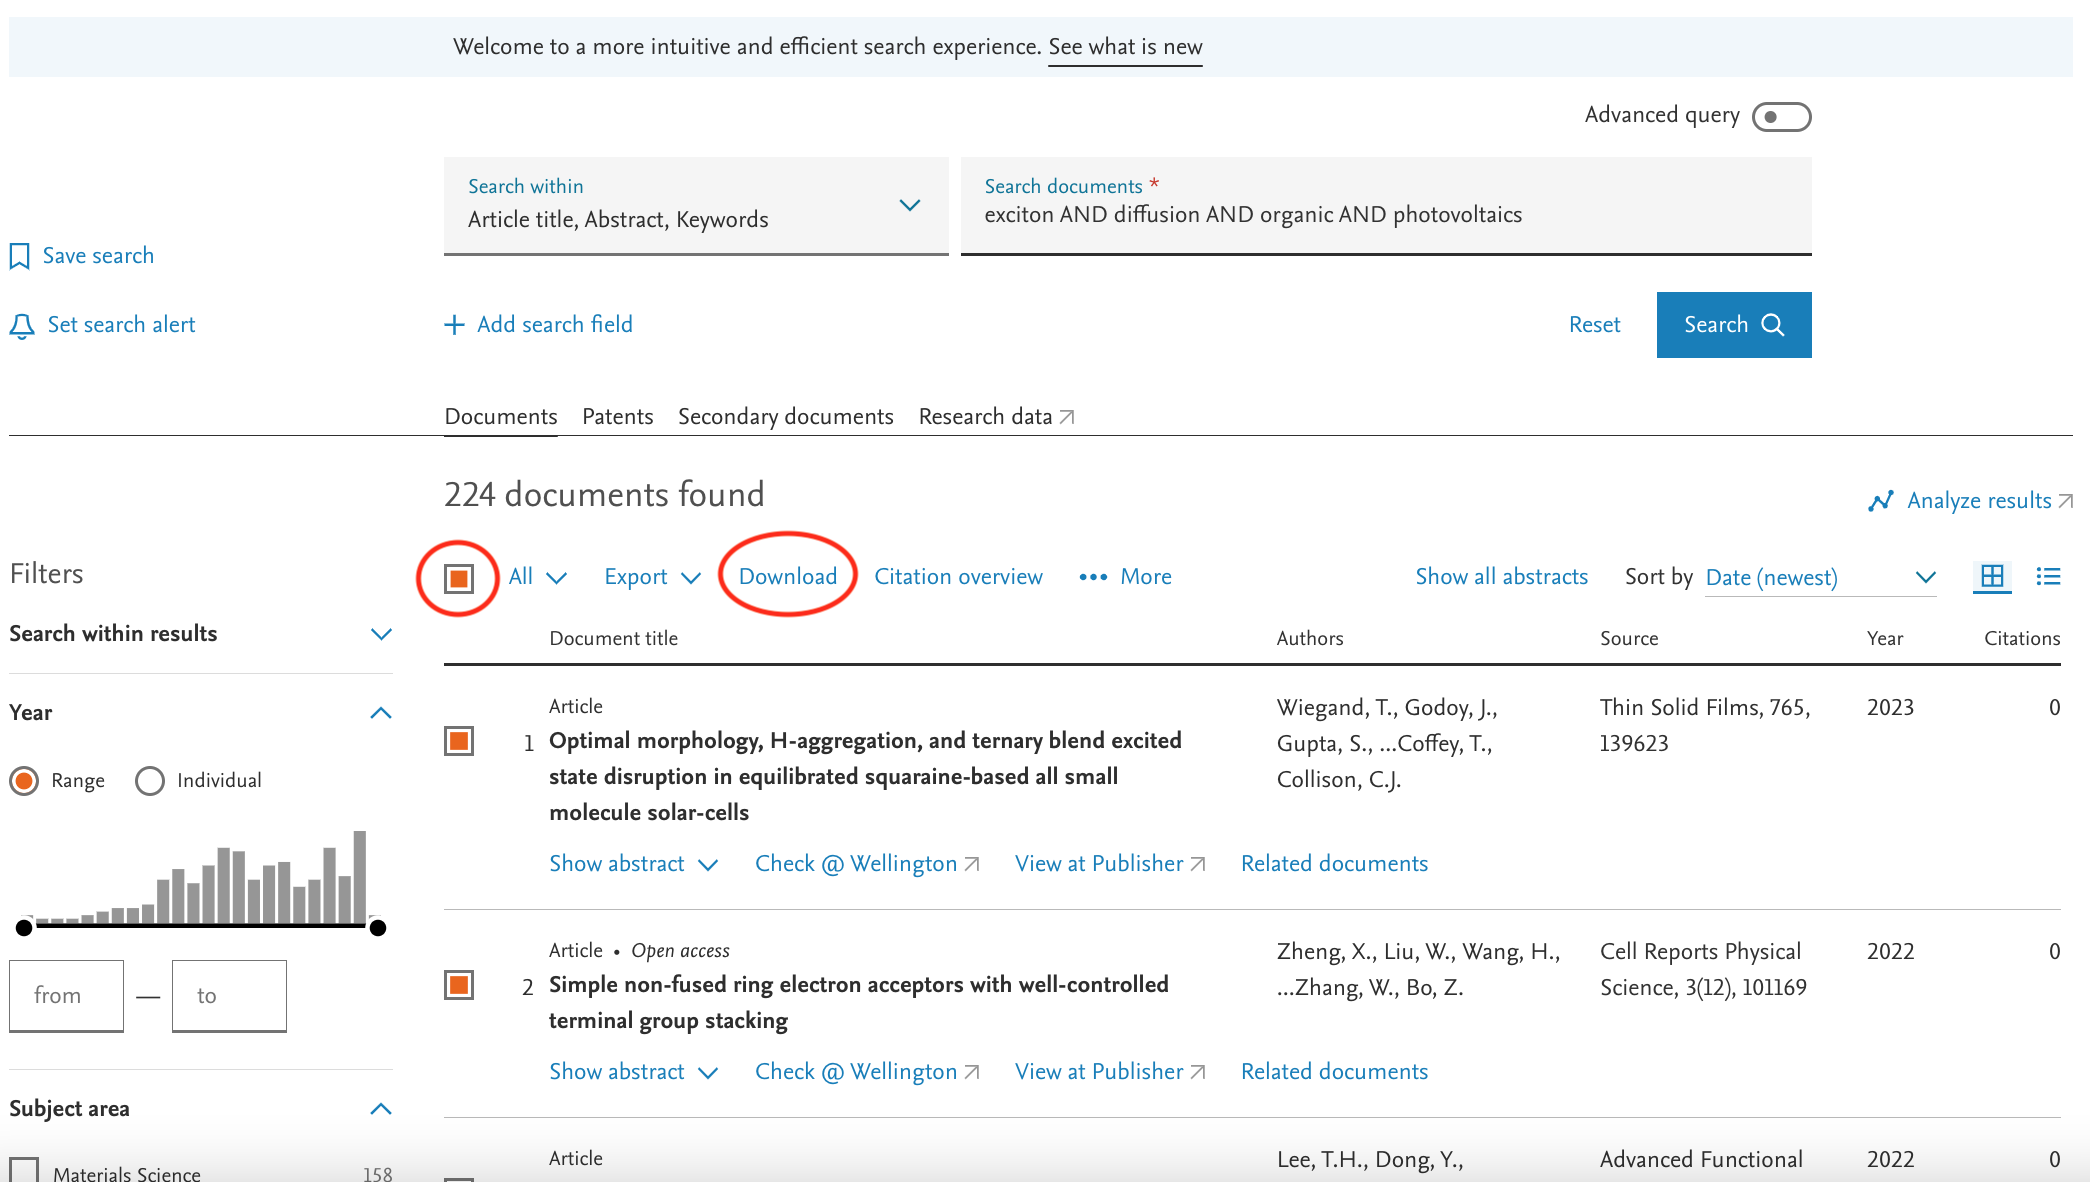 Welcome to a more intuitive and efficient search experience. See what is new
Advanced query
Search within
Article title, Abstract, Keywords
Search documents *
exciton AND diffusion AND organic AND photovoltaics
Save search
Set search alert
Add search field
Reset
Search
Documents Patents Secondary documents Research data
224 documents found
Analyze results
Filters
Search within results
Year
Range Individual
from — to
Subject area
Materials Science 158
All Export Download Citation overview ••• More Show all abstracts Sort by Date (newest)
Document title Authors Source Year Citations
Article
1 Optimal morphology, H-aggregation, and ternary blend excited
state disruption in equilibrated squaraine-based all small
molecule solar-cells
Wiegand, T., Godoy, J.,
Gupta, S., ...Coffey, T.,
Collison, C.J.
Thin Solid Films, 765,
139623
2023
0
Show abstract Check @ Wellington View at Publisher Related documents
Article • Open access
2 Simple non-fused ring electron acceptors with well-controlled
terminal group stacking
Zheng, X., Liu, W., Wang, H.,
...Zhang, W., Bo, Z.
Cell Reports Physical
Science, 3(12), 101169
2022
0
Show abstract Check @ Wellington View at Publisher Related documents
Article
Lee, T.H., Dong, Y.,
Advanced Functional
2022
0